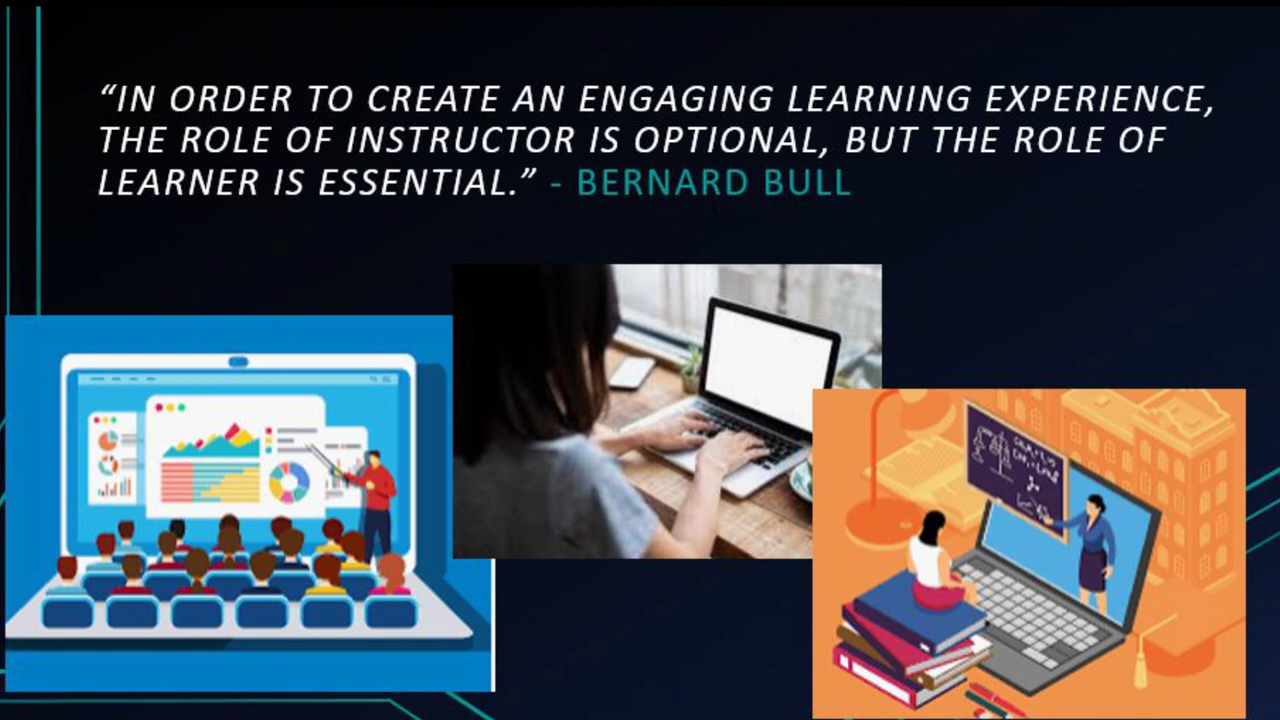 “IN ORDER TO CREATE AN ENGAGING LEARNING EXPERIENCE,
THE ROLE OF INSTRUCTOR IS OPTIONAL, BUT THE ROLE OF
LEARNER IS ESSENTIAL.” - BERNARD BULL